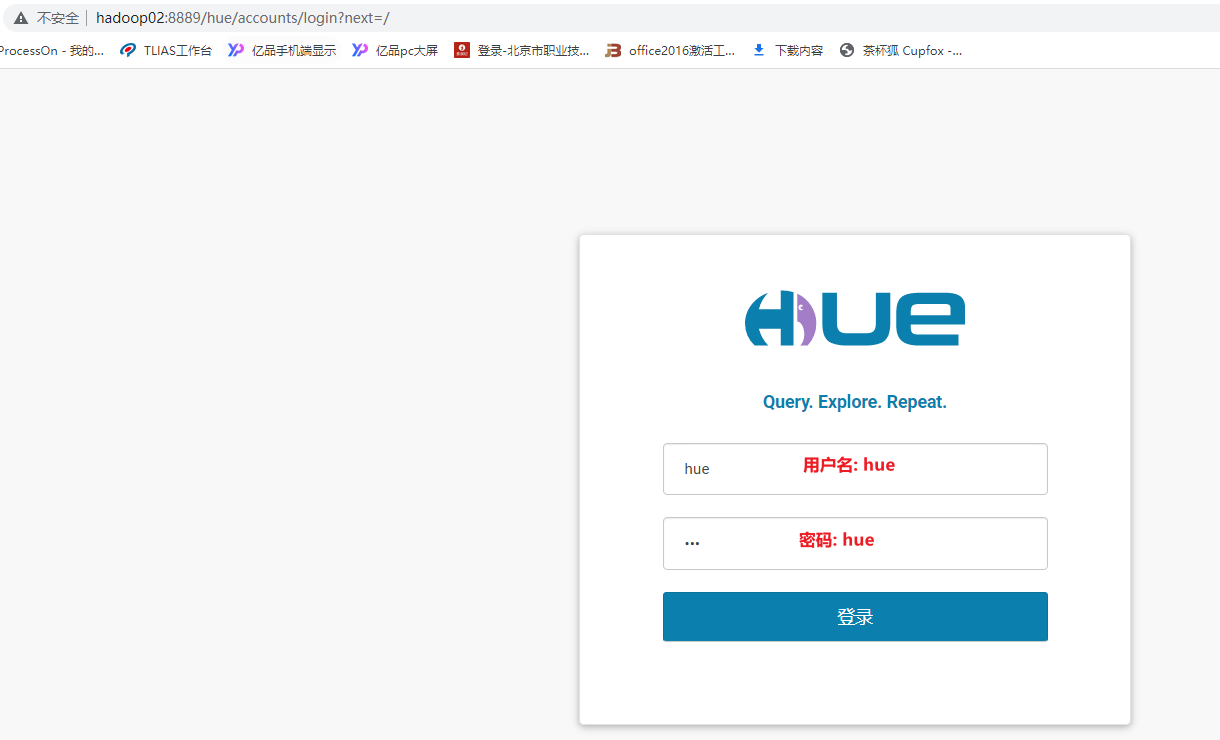 不安全 hadoop02:8889/hue/accounts/login?next=/
ProcessOn - 我的... TLIAS工作台 亿品手机端显示 亿品pc大屏 登录-北京市职业技... office2016激活工... 下载内容 茶杯狐 Cupfox -...
HUE
Query. Explore. Repeat.
hue 用户名: hue
••• 密码: hue
登录